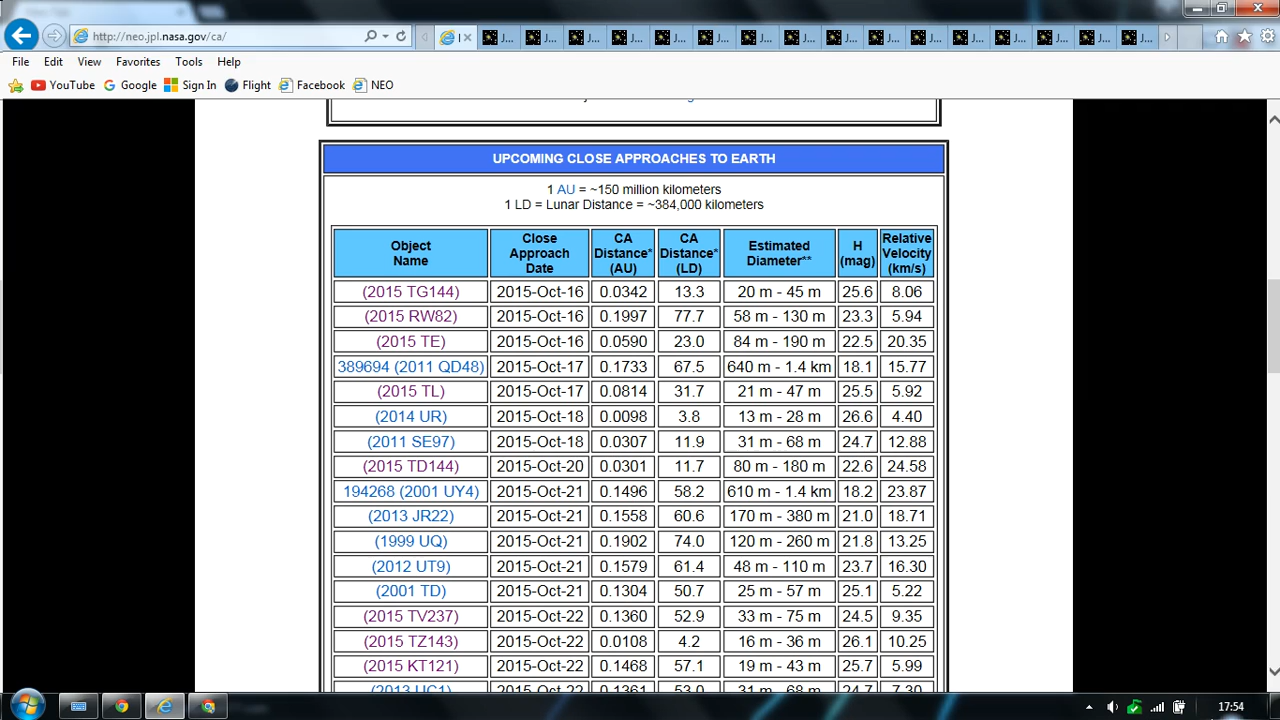 http://neo.jpl.nasa.gov/ca/
J... J... J... J... J... J... J... J... J... J... J... J... J... J... J... J...
File Edit View Favorites Tools Help
YouTube Google Sign In Flight Facebook NEO
UPCOMING CLOSE APPROACHES TO EARTH
1 AU = ~150 million kilometers
1 LD = Lunar Distance = ~384,000 kilometers
Object Name Close Approach Date CA Distance* (AU) CA Distance* (LD) Estimated Diameter** H (mag) Relative Velocity (km/s)
(2015 TG144) 2015-Oct-16 0.0342 13.3 20 m - 45 m 25.6 8.06
(2015 RW82) 2015-Oct-16 0.1997 77.7 58 m - 130 m 23.3 5.94
(2015 TE) 2015-Oct-16 0.0590 23.0 84 m - 190 m 22.5 20.35
389694 (2011 QD48) 2015-Oct-17 0.1733 67.5 640 m - 1.4 km 18.1 15.77
(2015 TL) 2015-Oct-17 0.0814 31.7 21 m - 47 m 25.5 5.92
(2014 UR) 2015-Oct-18 0.0098 3.8 13 m - 28 m 26.6 4.40
(2011 SE97) 2015-Oct-18 0.0307 11.9 31 m - 68 m 24.7 12.88
(2015 TD144) 2015-Oct-20 0.0301 11.7 80 m - 180 m 22.6 24.58
194268 (2001 UY4) 2015-Oct-21 0.1496 58.2 610 m - 1.4 km 18.2 23.87
(2013 JR22) 2015-Oct-21 0.1558 60.6 170 m - 380 m 21.0 18.71
(1999 UQ) 2015-Oct-21 0.1902 74.0 120 m - 260 m 21.8 13.25
(2012 UT9) 2015-Oct-21 0.1579 61.4 48 m - 110 m 23.7 16.30
(2001 TD) 2015-Oct-21 0.1304 50.7 25 m - 57 m 25.1 5.22
(2015 TV237) 2015-Oct-22 0.1360 52.9 33 m - 75 m 24.5 9.35
(2015 TZ143) 2015-Oct-22 0.0108 4.2 16 m - 36 m 26.1 10.25
(2015 KT121) 2015-Oct-22 0.1468 57.1 19 m - 43 m 25.7 5.99
(2013 UC1) 2015-Oct-22 0.1361 53.0 31 m - 68 m 24.7 7.30
17:54